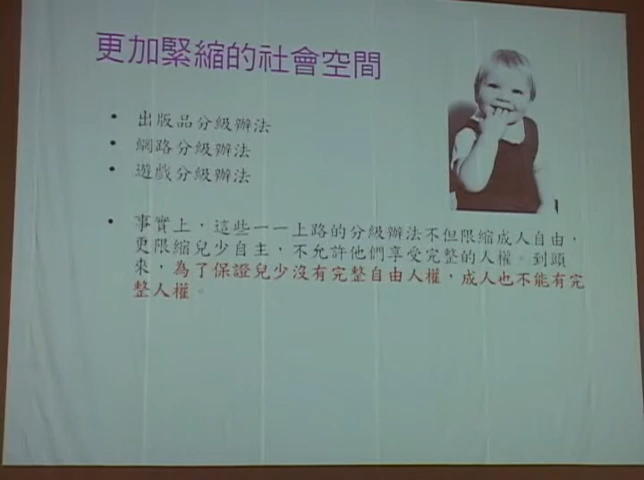 更加緊縮的社會空間
• 出版品分級辦法
• 網路分級辦法
• 遊戲分級辦法
• 事實上，這些一一上路的分級辦法不但限縮成人自由，
更限縮兒少自主，不允許他們享受完整的人權。到頭
來，為了保證兒少沒有完整自由人權，成人也不能有完
整人權。